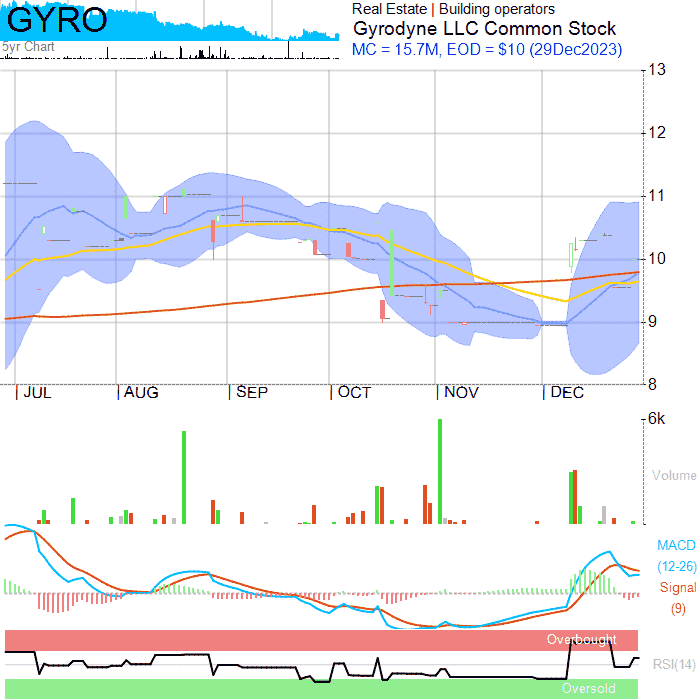 GYRO
5yr Chart
Real Estate | Building operators
Gyrodyne LLC Common Stock
MC = 15.7M, EOD = $10 (29Dec2023)
13
12
11
10
9
8
JUL AUG SEP OCT NOV DEC
6k
Volume
MACD
(12-26)
Signal
(9)
Overbought
RSI(14)
Oversold